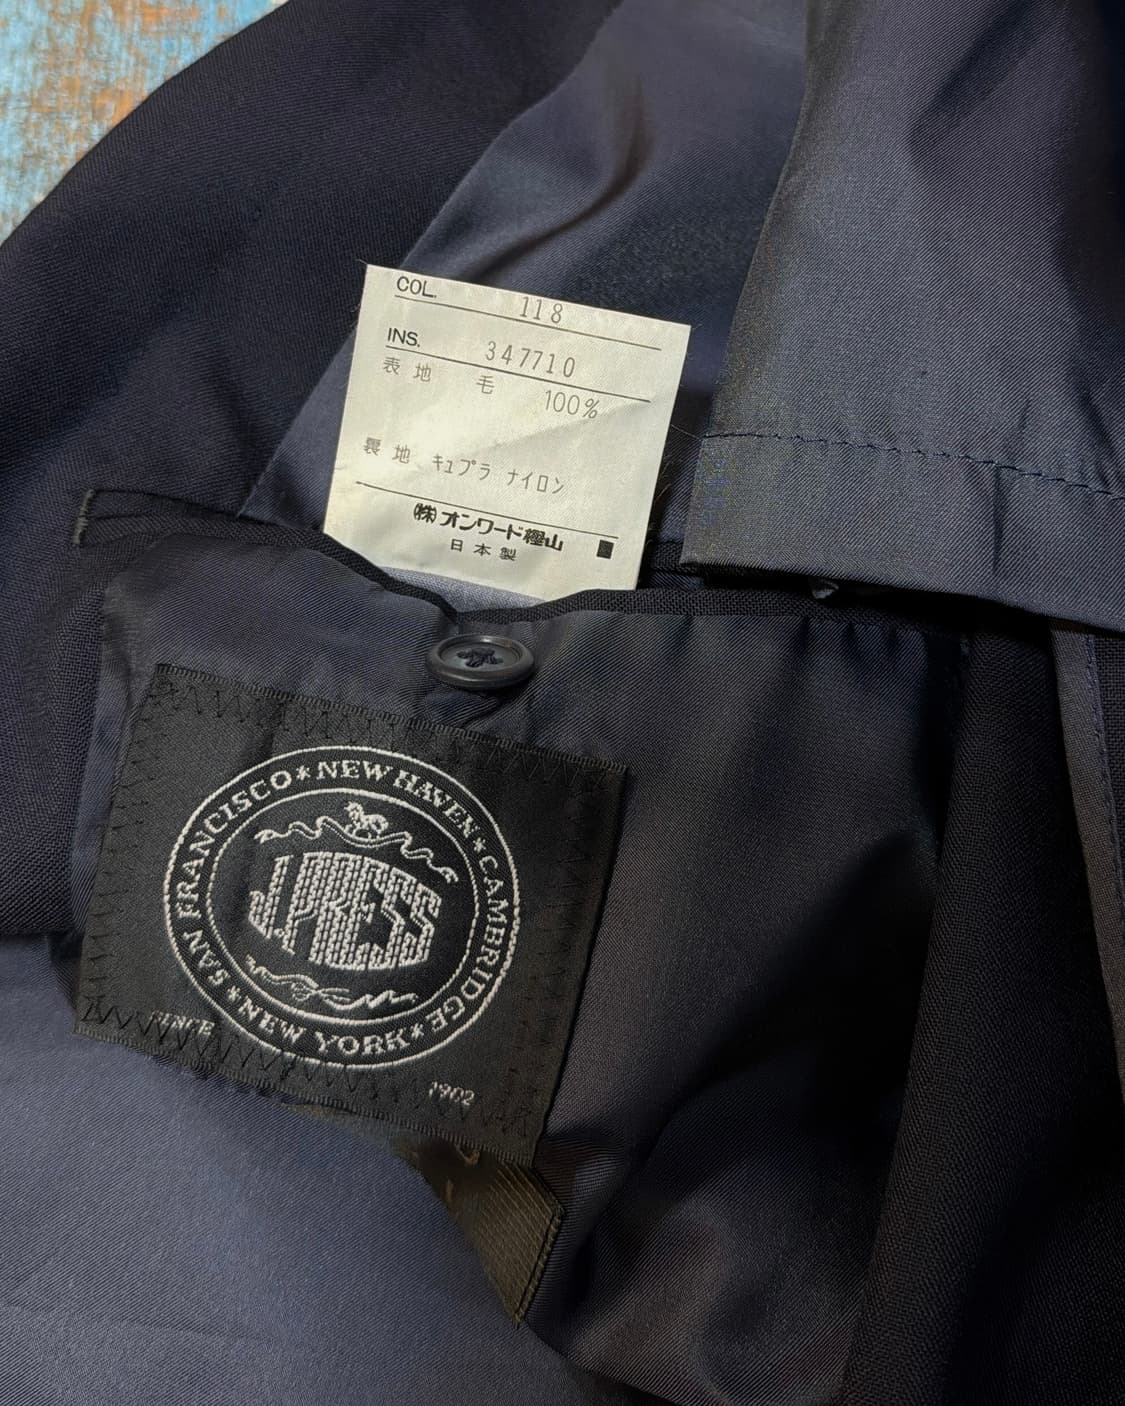 COL. 118
INS. 347710
表地 毛 100%
裏地 キュプラ ナイロン
(株)オンワード樫山
日本製
SAN FRANCISCO*NEW HAVEN*CAMBRIDGE*NEW YORK*
J.PRESS
SINCE 1902